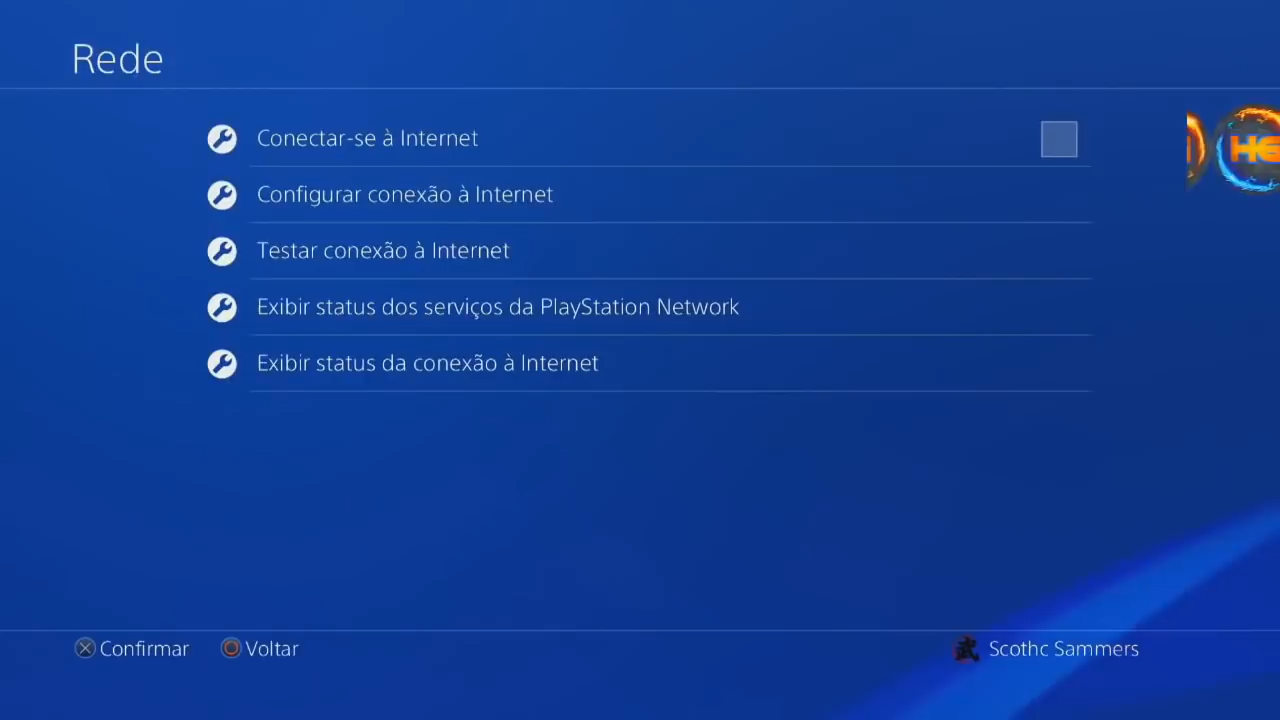 Rede
Conectar-se à Internet
Configurar conexão à Internet
Testar conexão à Internet
Exibir status dos serviços da PlayStation Network
Exibir status da conexão à Internet
Confirmar Voltar
武 Scothc Sammers